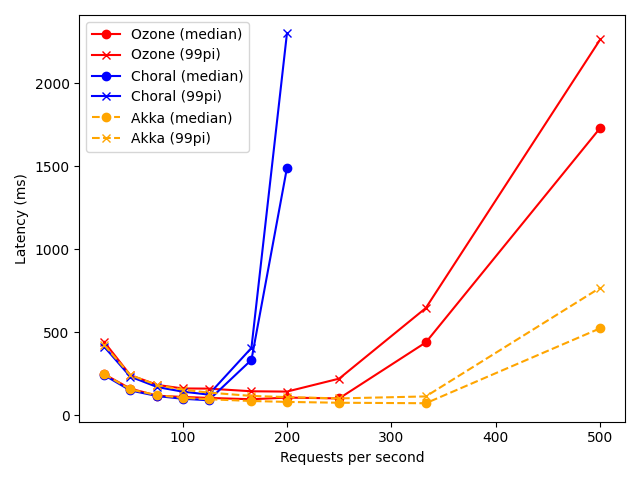 Ozone (median)
Ozone (99pi)
Choral (median)
Choral (99pi)
Akka (median)
Akka (99pi)
2000
1500
1000
500
0
Latency (ms)
100
200
300
400
500
Requests per second